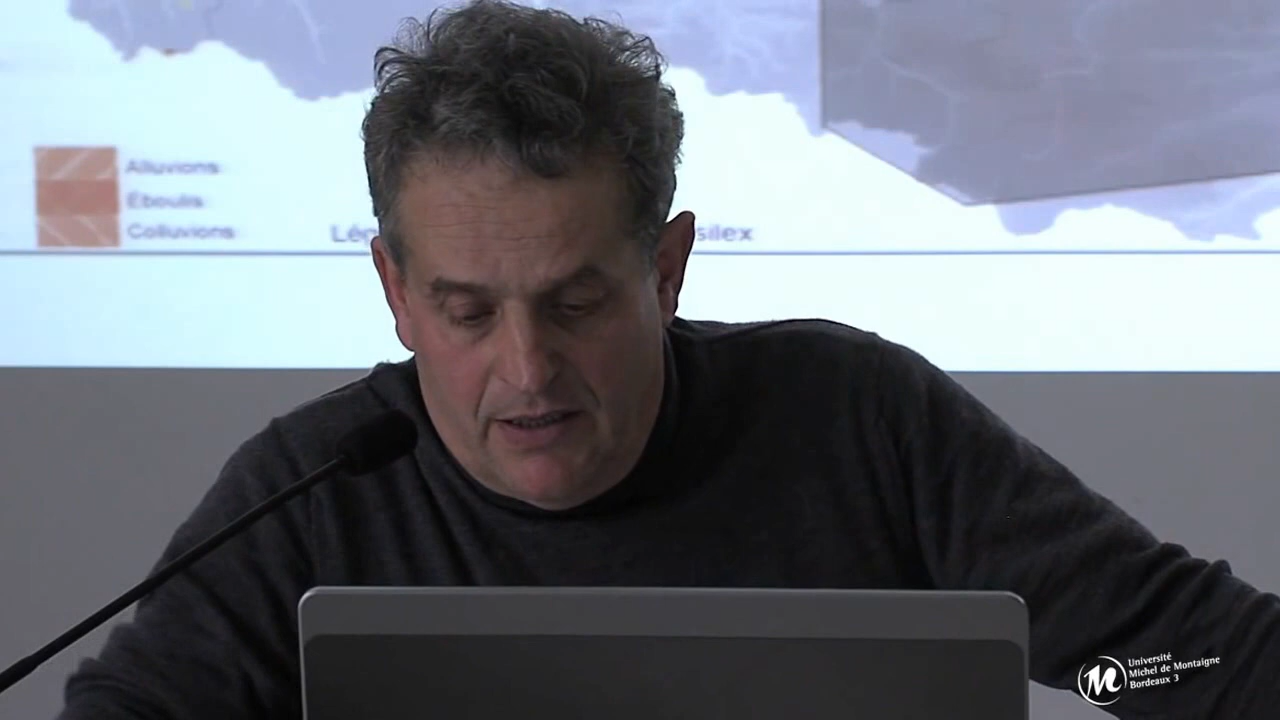 Alluvions
Éboulis
Colluvions
silex
Université
Michel de Montaigne
Bordeaux 3